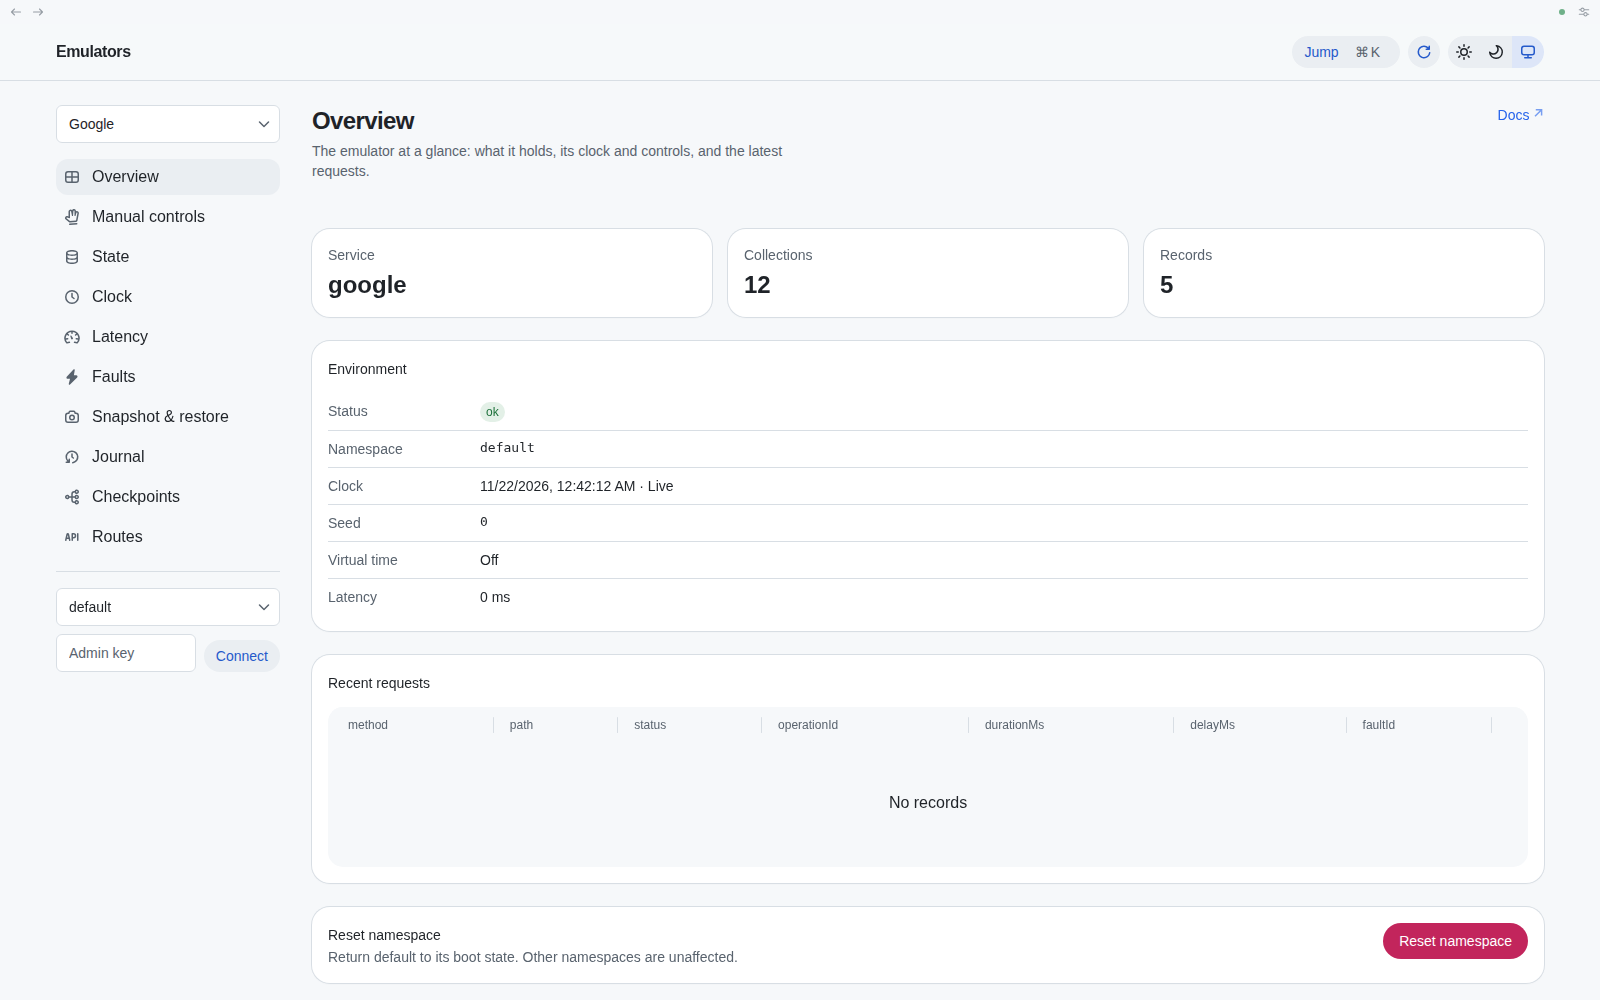 Emulators
Jump ⌘K
Google
Overview
Manual controls
State
Clock
Latency
Faults
Snapshot & restore
Journal
Checkpoints
API Routes
default
Admin key
Connect
Overview
Docs
The emulator at a glance: what it holds, its clock and controls, and the latest
requests.
Service
google
Collections
12
Records
5
Environment
Status ok
Namespace default
Clock 11/22/2026, 12:42:12 AM · Live
Seed 0
Virtual time Off
Latency 0 ms
Recent requests
method path status operationId durationMs delayMs faultId
No records
Reset namespace
Return default to its boot state. Other namespaces are unaffected.
Reset namespace